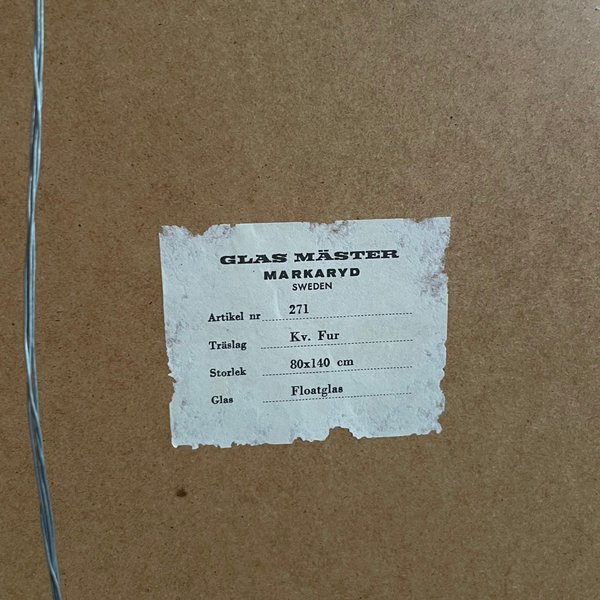 GLAS MÄSTER
MARKARYD
SWEDEN
Artikel nr 271
Träslag Kv. Fur
Storlek 80x140 cm
Glas Floatglas